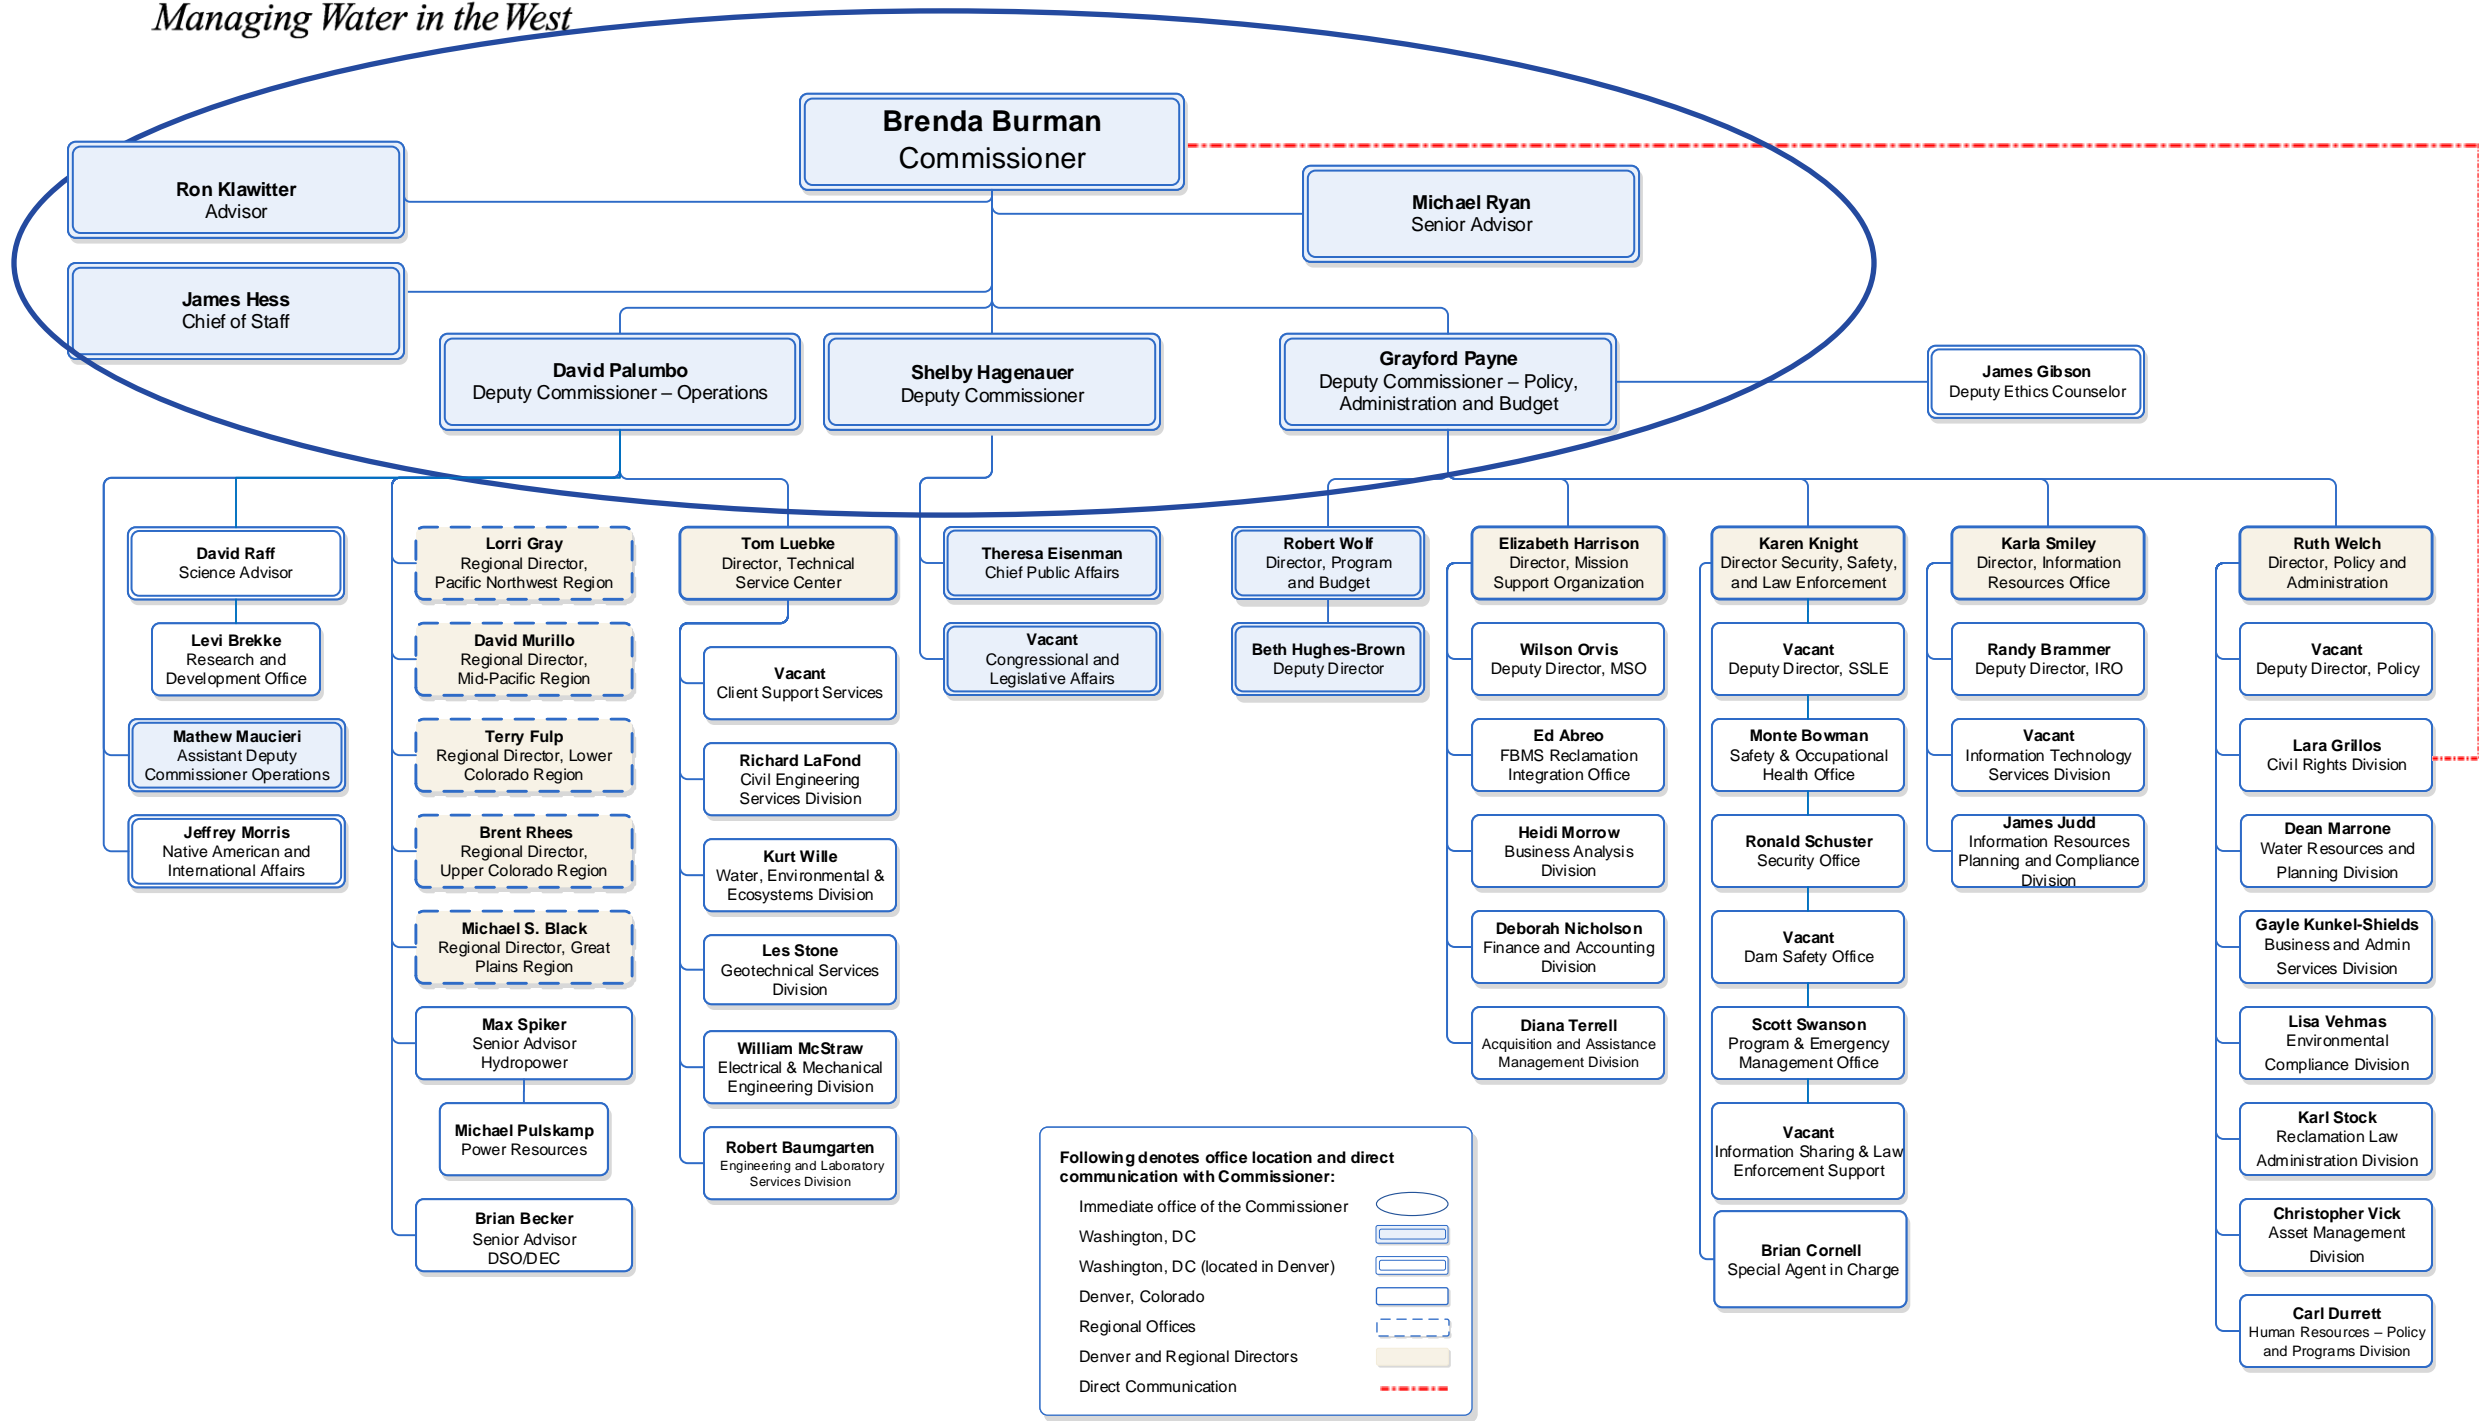 Managing Water in the West
Brenda Burman
Commissioner
Ron Klawitter
Advisor
Michael Ryan
Senior Advisor
James Hess
Chief of Staff
David Palumbo
Deputy Commissioner – Operations
Shelby Hagenauer
Deputy Commissioner
Grayford Payne
Deputy Commissioner – Policy,
Administration and Budget
James Gibson
Deputy Ethics Counselor
David Raff
Science Advisor
Levi Brekke
Research and
Development Office
Mathew Maucieri
Assistant Deputy
Commissioner Operations
Jeffrey Morris
Native American and
International Affairs
Lorri Gray
Regional Director,
Pacific Northwest Region
David Murillo
Regional Director,
Mid-Pacific Region
Terry Fulp
Regional Director, Lower
Colorado Region
Brent Rhees
Regional Director,
Upper Colorado Region
Michael S. Black
Regional Director, Great
Plains Region
Max Spiker
Senior Advisor
Hydropower
Michael Pulskamp
Power Resources
Brian Becker
Senior Advisor
DSO/DEC
Tom Luebke
Director, Technical
Service Center
Vacant
Client Support Services
Richard LaFond
Civil Engineering
Services Division
Kurt Wille
Water, Environmental &
Ecosystems Division
Les Stone
Geotechnical Services
Division
William McStraw
Electrical & Mechanical
Engineering Division
Robert Baumgarten
Engineering and Laboratory
Services Division
Theresa Eisenman
Chief Public Affairs
Vacant
Congressional and
Legislative Affairs
Robert Wolf
Director, Program
and Budget
Beth Hughes-Brown
Deputy Director
Elizabeth Harrison
Director, Mission
Support Organization
Wilson Orvis
Deputy Director, MSO
Ed Abreo
FBMS Reclamation
Integration Office
Heidi Morrow
Business Analysis
Division
Deborah Nicholson
Finance and Accounting
Division
Diana Terrell
Acquisition and Assistance
Management Division
Karen Knight
Director Security, Safety,
and Law Enforcement
Vacant
Deputy Director, SSLE
Monte Bowman
Safety & Occupational
Health Office
Ronald Schuster
Security Office
Vacant
Dam Safety Office
Scott Swanson
Program & Emergency
Management Office
Vacant
Information Sharing & Law
Enforcement Support
Brian Cornell
Special Agent in Charge
Karla Smiley
Director, Information
Resources Office
Randy Brammer
Deputy Director, IRO
Vacant
Information Technology
Services Division
James Judd
Information Resources
Planning and Compliance
Division
Ruth Welch
Director, Policy and
Administration
Vacant
Deputy Director, Policy
Lara Grillos
Civil Rights Division
Dean Marrone
Water Resources and
Planning Division
Gayle Kunkel-Shields
Business and Admin
Services Division
Lisa Vehmas
Environmental
Compliance Division
Karl Stock
Reclamation Law
Administration Division
Christopher Vick
Asset Management
Division
Carl Durrett
Human Resources – Policy
and Programs Division
Following denotes office location and direct
communication with Commissioner:
Immediate office of the Commissioner
Washington, DC
Washington, DC (located in Denver)
Denver, Colorado
Regional Offices
Denver and Regional Directors
Direct Communication